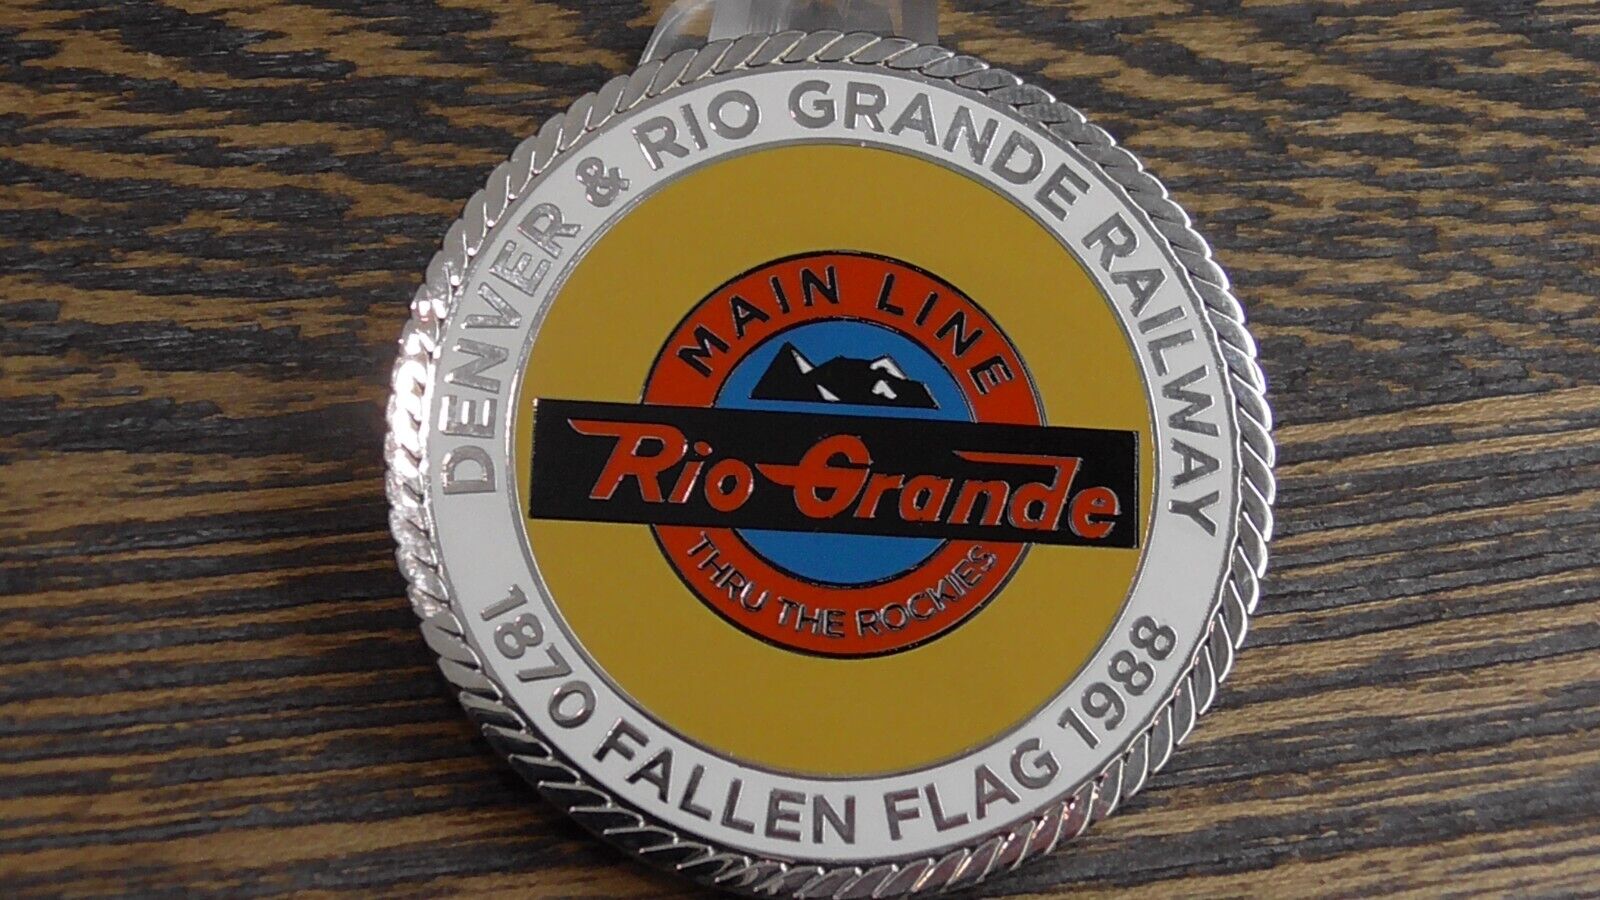 DENVER & RIO GRANDE RAILWAY
MAIN LINE
Rio Grande
THRU THE ROCKIES
1870 FALLEN FLAG 1988